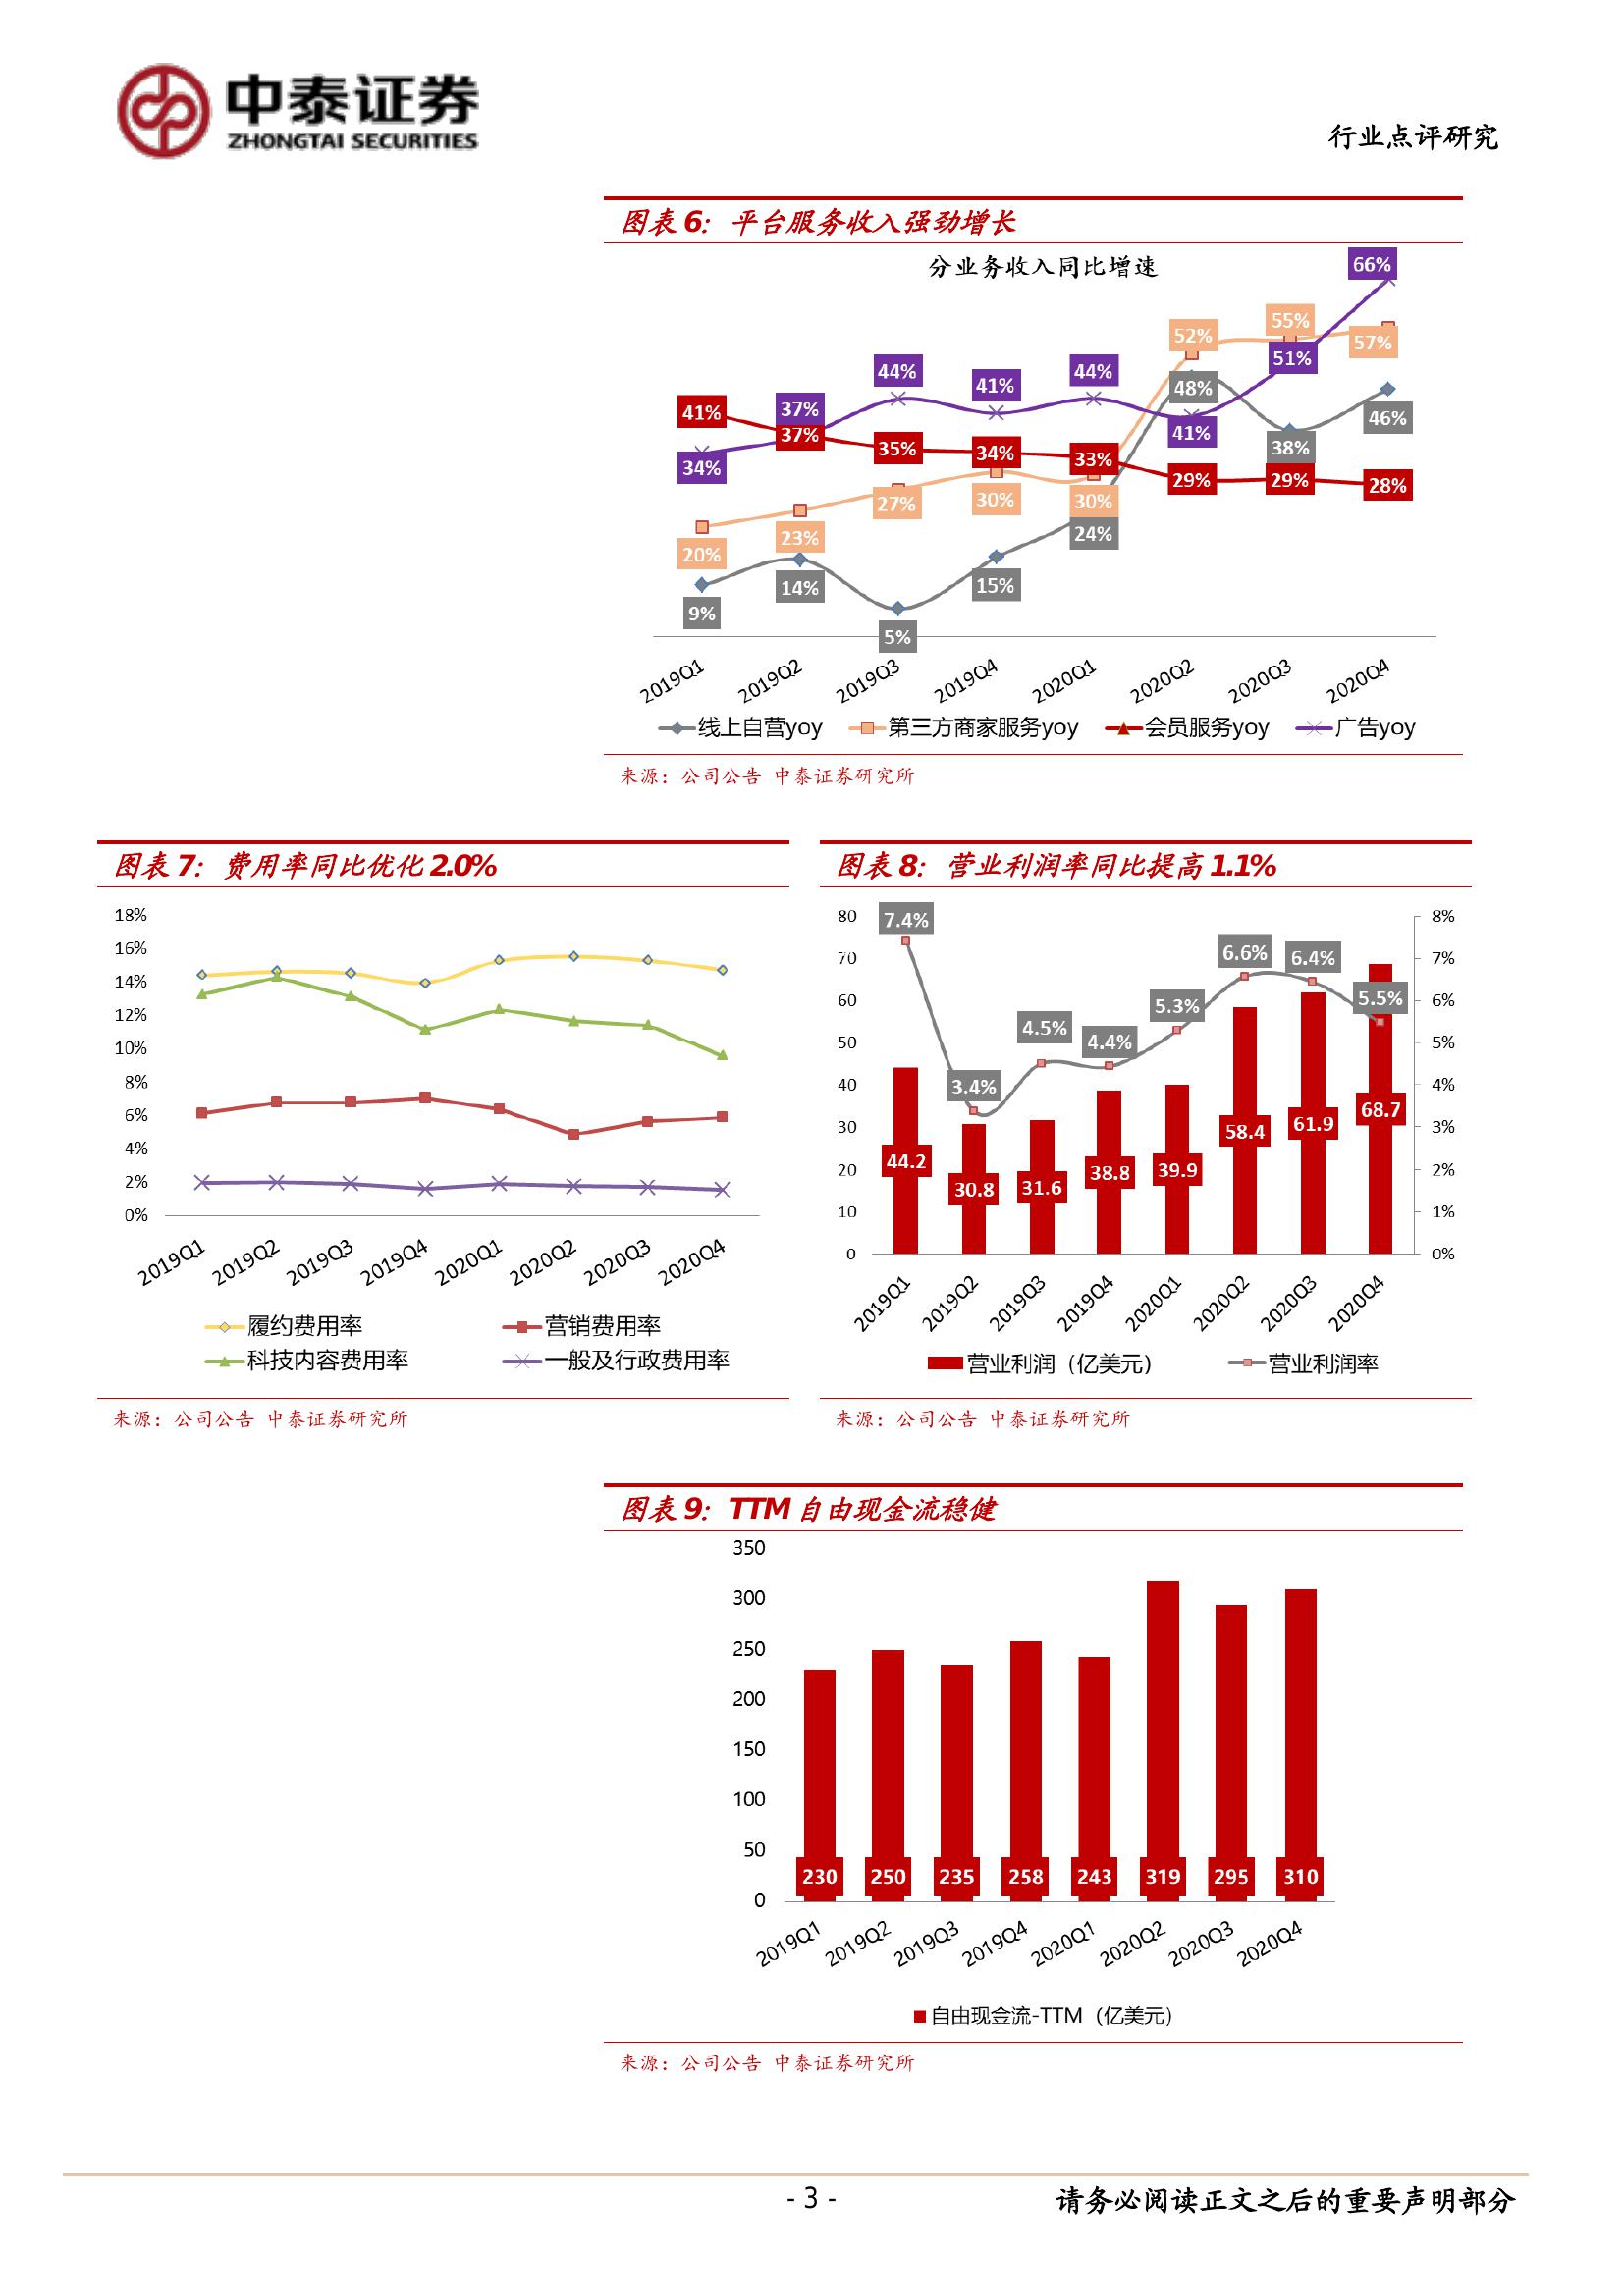 中泰证券
ZHONGTAI SECURITIES
行业点评研究
图表 6：平台服务收入强劲增长
分业务收入同比增速
66%
55%
52%
57%
51%
44%
41%
44%
48%
41%
37%
46%
37%
41%
38%
35%
34%
33%
34%
29%
29%
28%
27%
30%
30%
20%
23%
24%
9%
14%
15%
5%
2019Q1 2019Q2 2019Q3 2019Q4 2020Q1 2020Q2 2020Q3 2020Q4
线上自营yoy 第三方商家服务yoy 会员服务yoy 广告yoy
来源：公司公告 中泰证券研究所
图表 7：费用率同比优化 2.0%
18%
16%
14%
12%
10%
8%
6%
4%
2%
0%
2019Q1 2019Q2 2019Q3 2019Q4 2020Q1 2020Q2 2020Q3 2020Q4
履约费用率 营销费用率
科技内容费用率 一般及行政费用率
来源：公司公告 中泰证券研究所
图表 8：营业利润率同比提高 1.1%
80
70
60
50
40
30
20
10
0
8%
7%
6%
5%
4%
3%
2%
1%
0%
7.4% 3.4% 4.5% 4.4% 5.3% 6.6% 6.4% 5.5%
44.2 30.8 31.6 38.8 39.9 58.4 61.9 68.7
2019Q1 2019Q2 2019Q3 2019Q4 2020Q1 2020Q2 2020Q3 2020Q4
营业利润（亿美元） 营业利润率
来源：公司公告 中泰证券研究所
图表 9：TTM 自由现金流稳健
350
300
250
200
150
100
50
0
230 250 235 258 243 319 295 310
2019Q1 2019Q2 2019Q3 2019Q4 2020Q1 2020Q2 2020Q3 2020Q4
自由现金流-TTM（亿美元）
来源：公司公告 中泰证券研究所
- 3 -
请务必阅读正文之后的重要声明部分